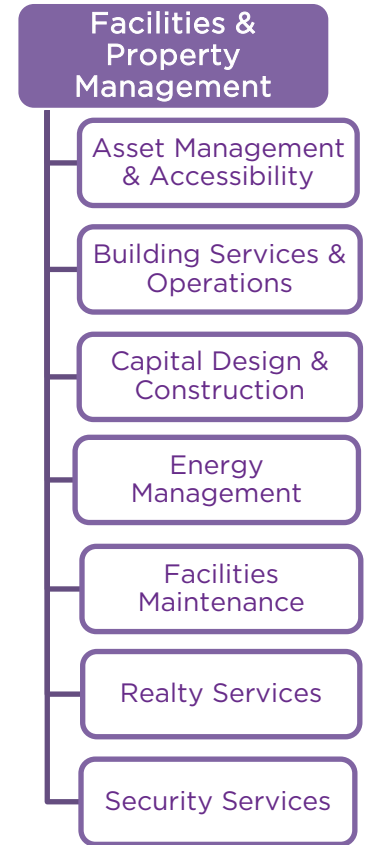 Facilities &
Property
Management
Asset Management
& Accessibility
Building Services &
Operations
Capital Design &
Construction
Energy
Management
Facilities
Maintenance
Realty Services
Security Services